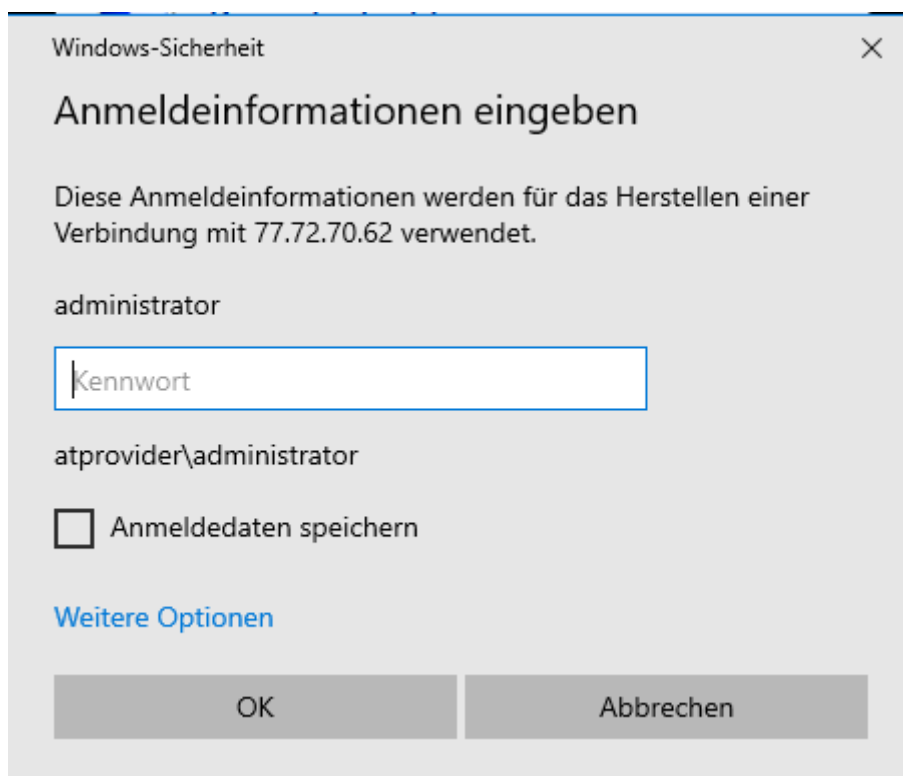 Windows-Sicherheit
Anmeldeinformationen eingeben
Diese Anmeldeinformationen werden für das Herstellen einer
Verbindung mit 77.72.70.62 verwendet.
administrator
Kennwort
atprovider\administrator
Anmeldedaten speichern
Weitere Optionen
OK
Abbrechen